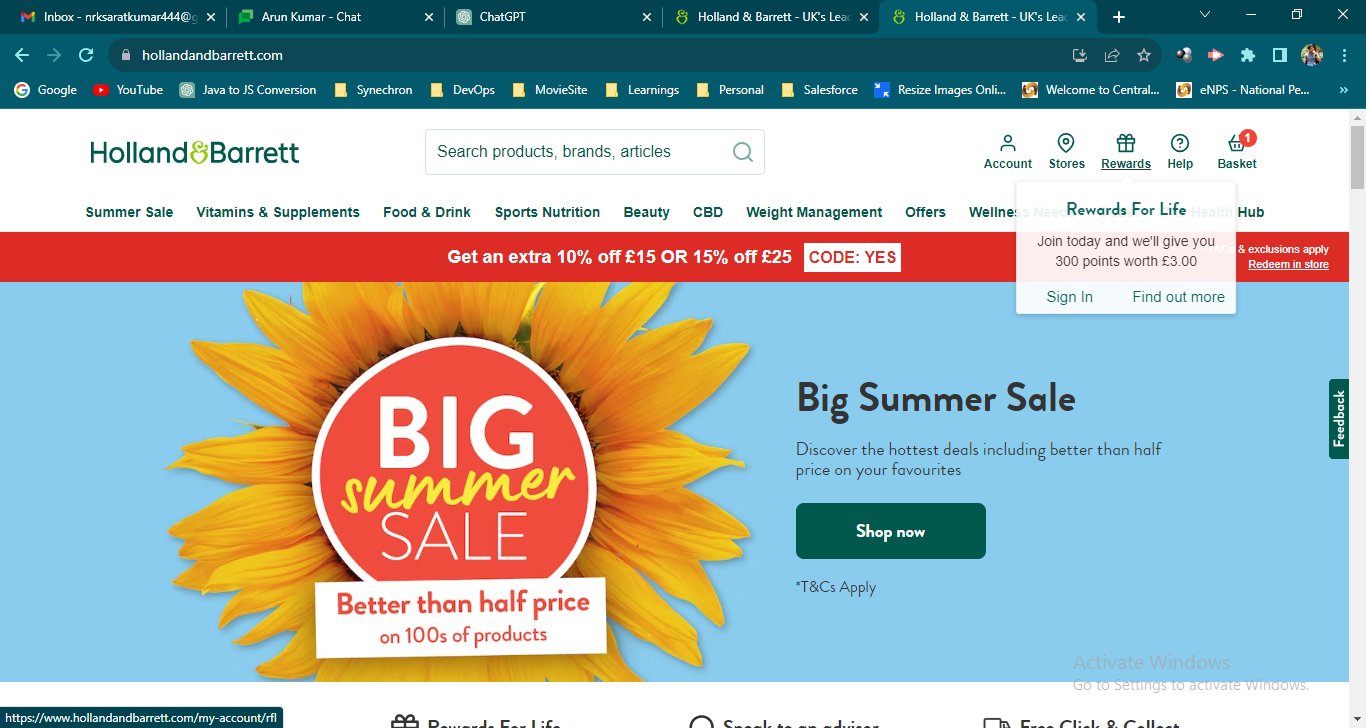 Inbox - nrksaratkumar444@g
Arun Kumar - Chat
ChatGPT
Holland & Barrett - UK's Lea
Holland & Barrett - UK's Lea
hollandandbarrett.com
Google
YouTube
Java to JS Conversion
Synechron
DevOps
MovieSite
Learnings
Personal
Salesforce
Resize Images Onli...
Welcome to Central...
eNPS - National Pe...
»
Holland&Barrett
Search products, brands, articles
Account
Stores
Rewards
Help
1
Basket
Summer Sale
Vitamins & Supplements
Food & Drink
Sports Nutrition
Beauty
CBD
Weight Management
Offers
Wellness Needs
Health Hub
Rewards For Life
Join today and we'll give you
300 points worth £3.00
Sign In
Find out more
Get an extra 10% off £15 OR 15% off £25
CODE: YES
& exclusions apply
Redeem in store
BIG
summer
SALE
Better than half price
on 100s of products
Big Summer Sale
Discover the hottest deals including better than half
price on your favourites
Shop now
*T&Cs Apply
Feedback
Activate Windows
Go to Settings to activate Windows.
https://www.hollandandbarrett.com/my-account/rfl
Rewards For Life
Speak to an adviser
Free Click & Collect